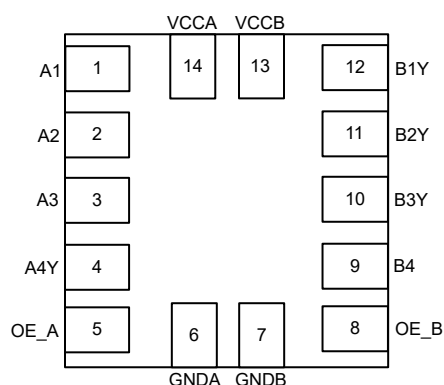 VCCA VCCB
A1 1 14 13 12 B1Y
A2 2 11 B2Y
A3 3 10 B3Y
A4Y 4 9 B4
OE_A 5 6 7 8 OE_B
GNDA GNDB